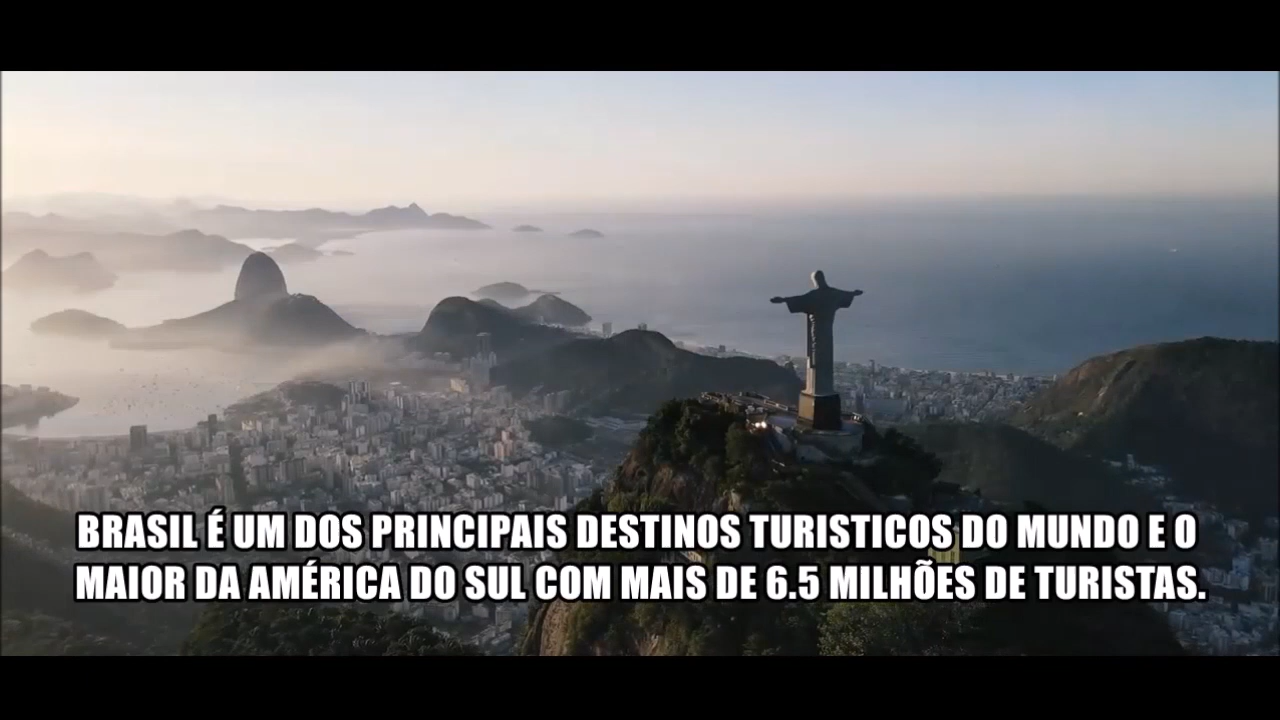 BRASIL É UM DOS PRINCIPAIS DESTINOS TURISTICOS DO MUNDO E O
MAIOR DA AMÉRICA DO SUL COM MAIS DE 6.5 MILHÕES DE TURISTAS.